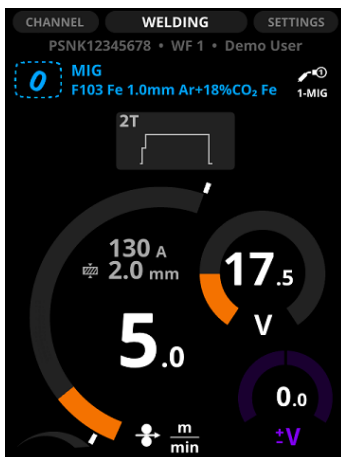 CHANNEL WELDING SETTINGS
PSNK12345678 • WF 1 • Demo User
0 MIG
F103 Fe 1.0mm Ar+18%CO₂ Fe
1
1-MIG
2T
130 A
2.0 mm
17.5
V
5.0
0.0
±V
m
min